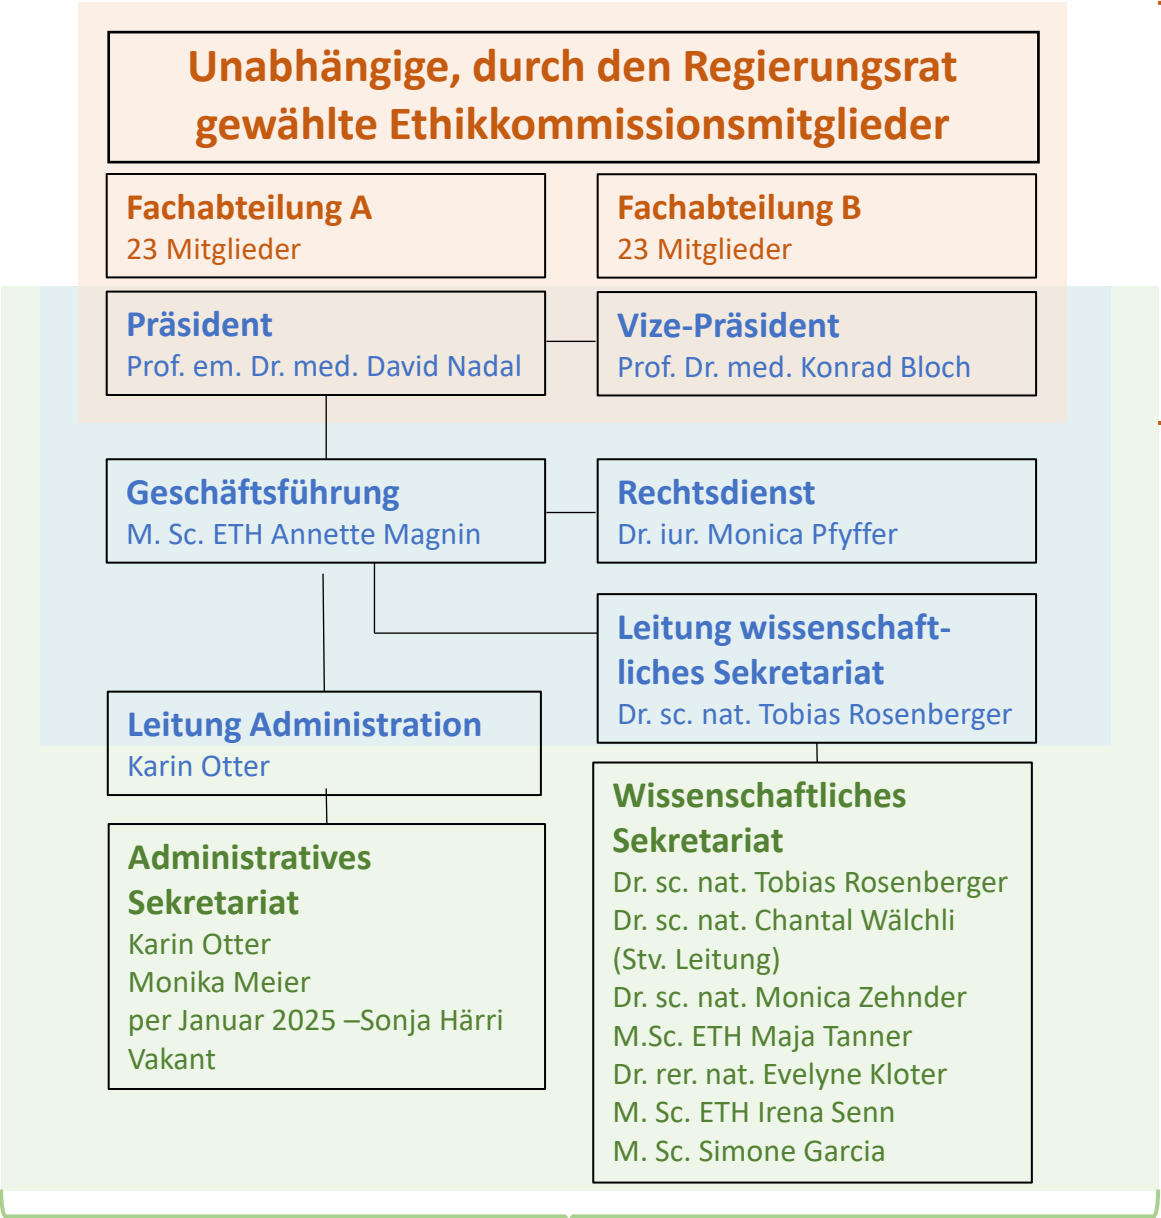 Unabhängige, durch den Regierungsrat
gewählte Ethikkommissionsmitglieder
Fachabteilung A
23 Mitglieder
Fachabteilung B
23 Mitglieder
Präsident
Prof. em. Dr. med. David Nadal
Vize-Präsident
Prof. Dr. med. Konrad Bloch
Geschäftsführung
M. Sc. ETH Annette Magnin
Rechtsdienst
Dr. iur. Monica Pfyffer
Leitung wissenschaft-
liches Sekretariat
Dr. sc. nat. Tobias Rosenberger
Leitung Administration
Karin Otter
Administratives
Sekretariat
Karin Otter
Monika Meier
per Januar 2025 –Sonja Härri
Vakant
Wissenschaftliches
Sekretariat
Dr. sc. nat. Tobias Rosenberger
Dr. sc. nat. Chantal Wälchli
(Stv. Leitung)
Dr. sc. nat. Monica Zehnder
M.Sc. ETH Maja Tanner
Dr. rer. nat. Evelyne Kloter
M. Sc. ETH Irena Senn
M. Sc. Simone Garcia